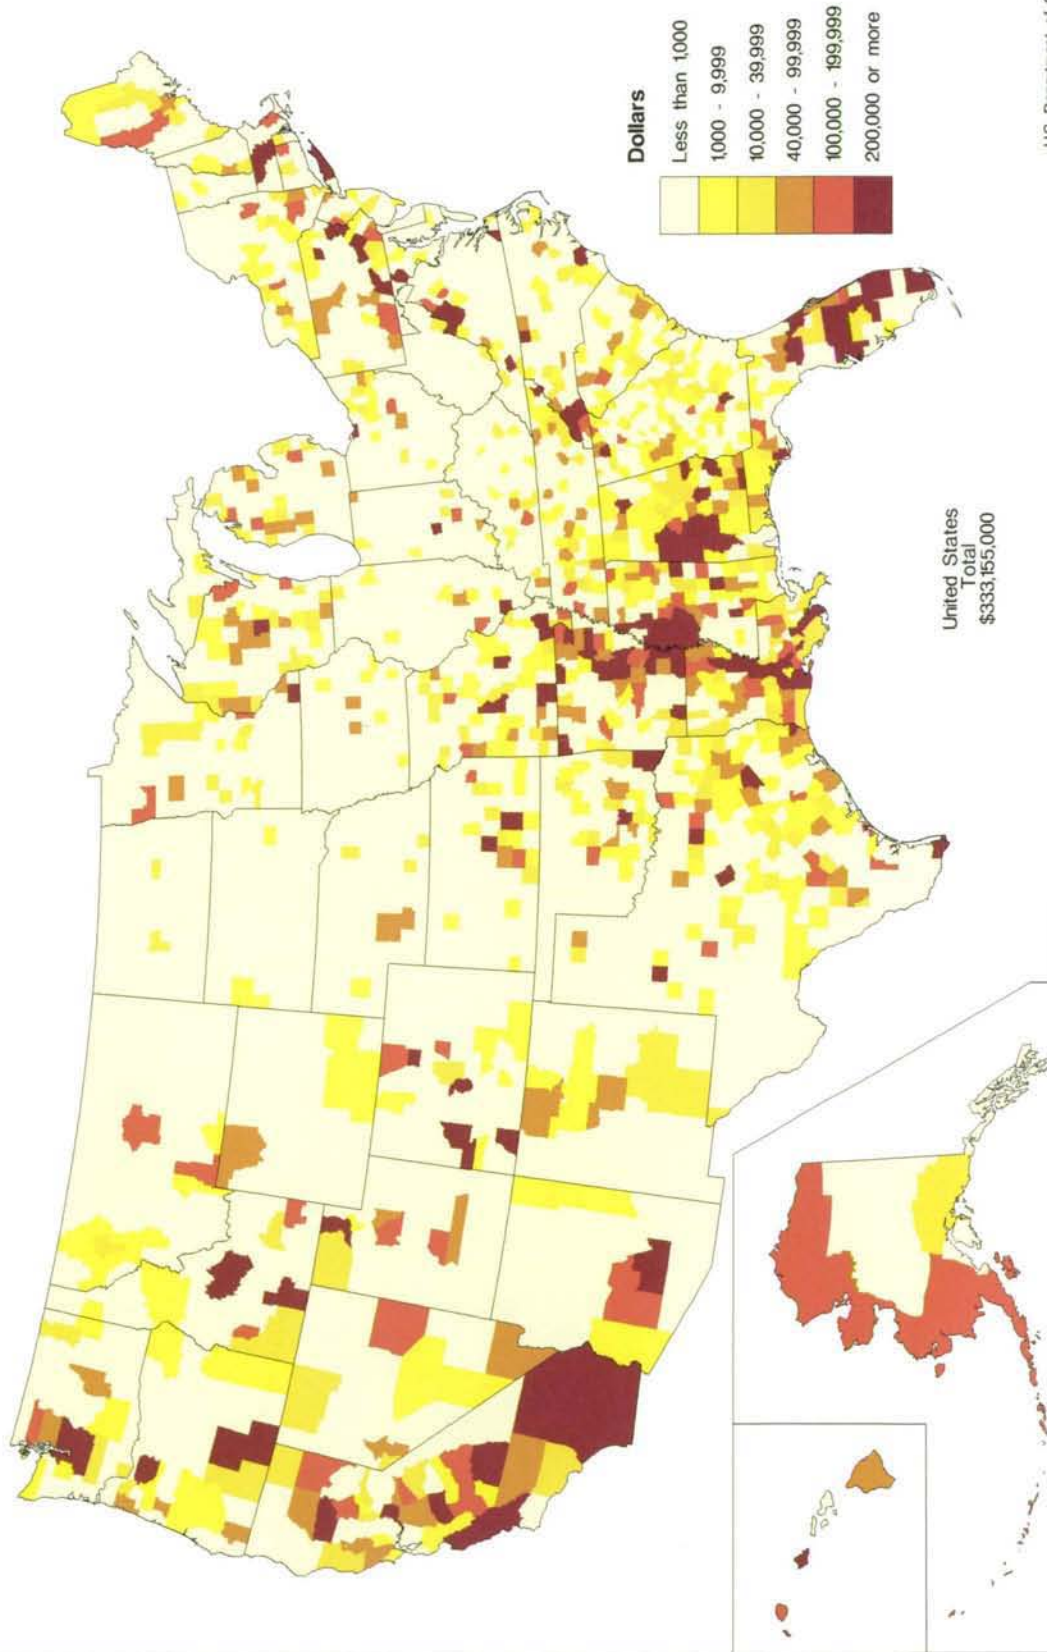 Dollars
Less than 1,000
1,000 - 9,999
10,000 - 39,999
40,000 - 99,999
100,000 - 199,999
200,000 or more
United States
Total
$333,155,000